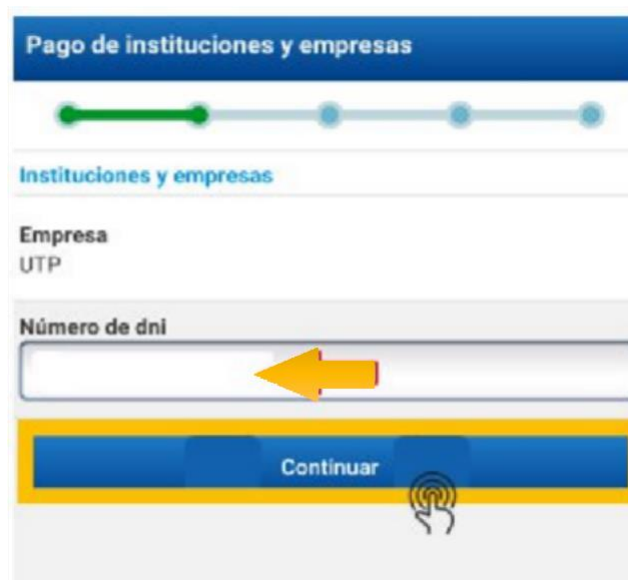 Pago de instituciones y empresas
Instituciones y empresas
Empresa
UTP
Número de dni
Continuar